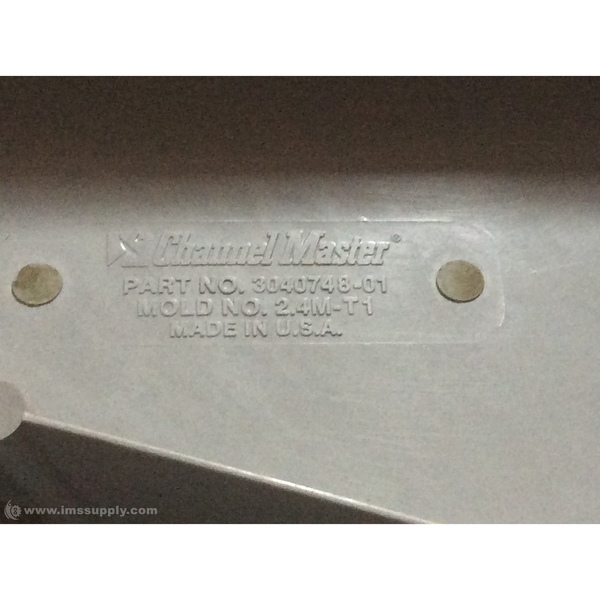 Channel Master®
PART NO. 3040748-01
MOLD NO. 2.4M-T1
MADE IN U.S.A.
www.imssupply.com